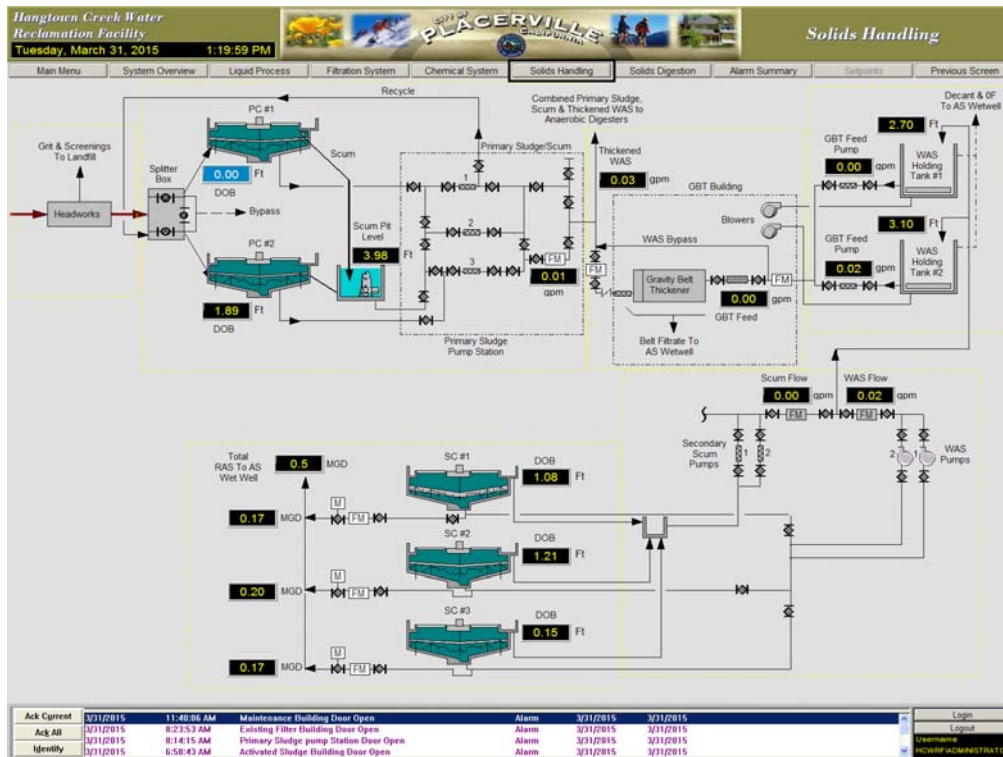 Hangtown Creek Water
Reclamation Facility
Tuesday, March 31, 2015 1:19:59 PM
CITY OF
PLACERVILLE
CALIFORNIA
Solids Handling
Main Menu System Overview Liquid Process Filtration System Chemical System Solids Handling Solids Digestion Alarm Summary Setpoints Previous Screen
Recycle
PC #1
Grit & Screenings
To Landfill
Splitter
Box
Headworks
0.00 Ft
DOB
Scum
Bypass
PC #2
1.89 Ft
DOB
Scum Pit
Level
3.98 Ft
Combined Primary Sludge,
Scum & Thickened WAS to
Anaerobic Digesters
Primary Sludge/Scum
1
2
3
FM
0.01
gpm
Primary Sludge
Pump Station
Thickened
WAS
0.03 gpm
GBT Building
Blowers
WAS Bypass
FM
Gravity Belt
Thickener
FM
0.00 gpm
GBT Feed
Belt Filtrate To
AS Wetwell
Decant & 0F
To AS Wetwell
2.70 Ft
GBT Feed
Pump
0.00
gpm
WAS
Holding
Tank #1
3.10 Ft
GBT Feed
Pump
0.02
gpm
WAS
Holding
Tank #2
Scum Flow WAS Flow
0.00 gpm 0.02 gpm
FM FM
Secondary
Scum
Pumps
1 2
2 1
WAS
Pumps
Total
RAS To AS
Wet Well
0.5 MGD
SC #1
DOB
1.08 Ft
M
0.17 MGD FM
SC #2
DOB
1.21 Ft
M
0.20 MGD FM
SC #3
DOB
0.15 Ft
M
0.17 MGD FM
Ack Current
Ack All
Identify
3/31/2015 11:40:06 AM Maintenance Building Door Open Alarm 3/31/2015 3/31/2015
3/31/2015 8:23:53 AM Existing Filter Building Door Open Alarm 3/31/2015 3/31/2015
3/31/2015 8:14:15 AM Primary Sludge pump Station Door Open Alarm 3/31/2015 3/31/2015
3/31/2015 6:58:43 AM Activated Sludge Building Door Open Alarm 3/31/2015 3/31/2015
Login
Logout
Username
HCWRF\ADMINISTRATO